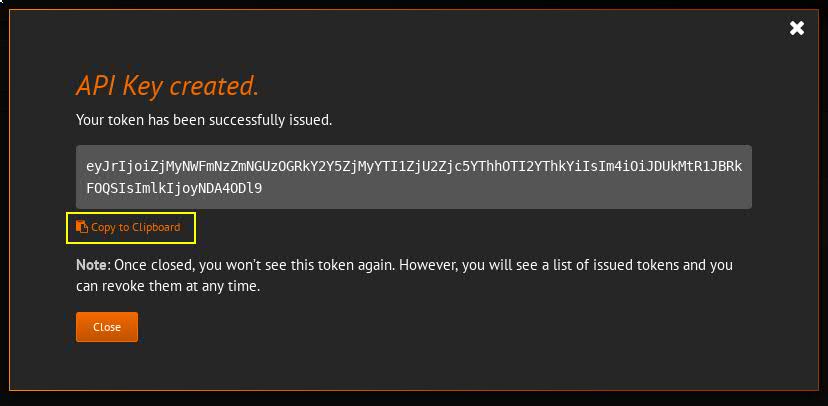 API Key created.
Your token has been successfully issued.
eyJrIjoiZjMyNWFmNzZmNGUzOGRkY2Y5ZjMyYTI1ZjU2Zjc5YThhOTI2YThkYiIsIm4iOiJDUkMtR1JBRk
FOQSIsImlkIjoyNDA4ODl9
Copy to Clipboard
Note: Once closed, you won't see this token again. However, you will see a list of issued tokens and you
can revoke them at any time.
Close